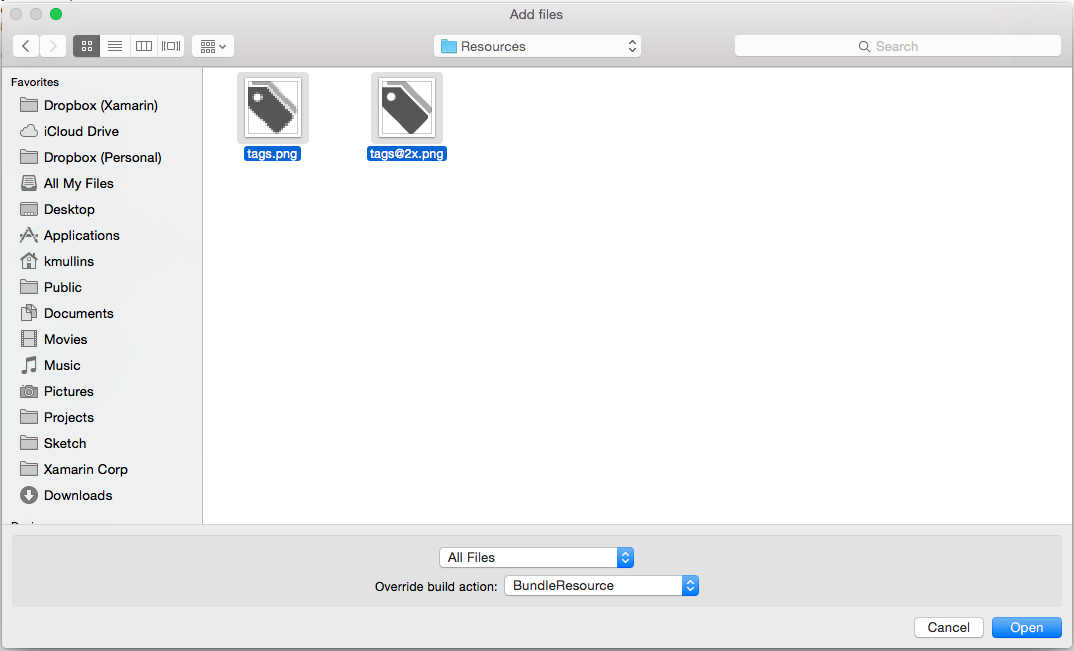 Add files
Resources
Search
Favorites
Dropbox (Xamarin)
iCloud Drive
Dropbox (Personal)
All My Files
Desktop
Applications
kmullins
Public
Documents
Movies
Music
Pictures
Projects
Sketch
Xamarin Corp
Downloads
tags.png
tags@2x.png
All Files
Override build action: BundleResource
Cancel
Open